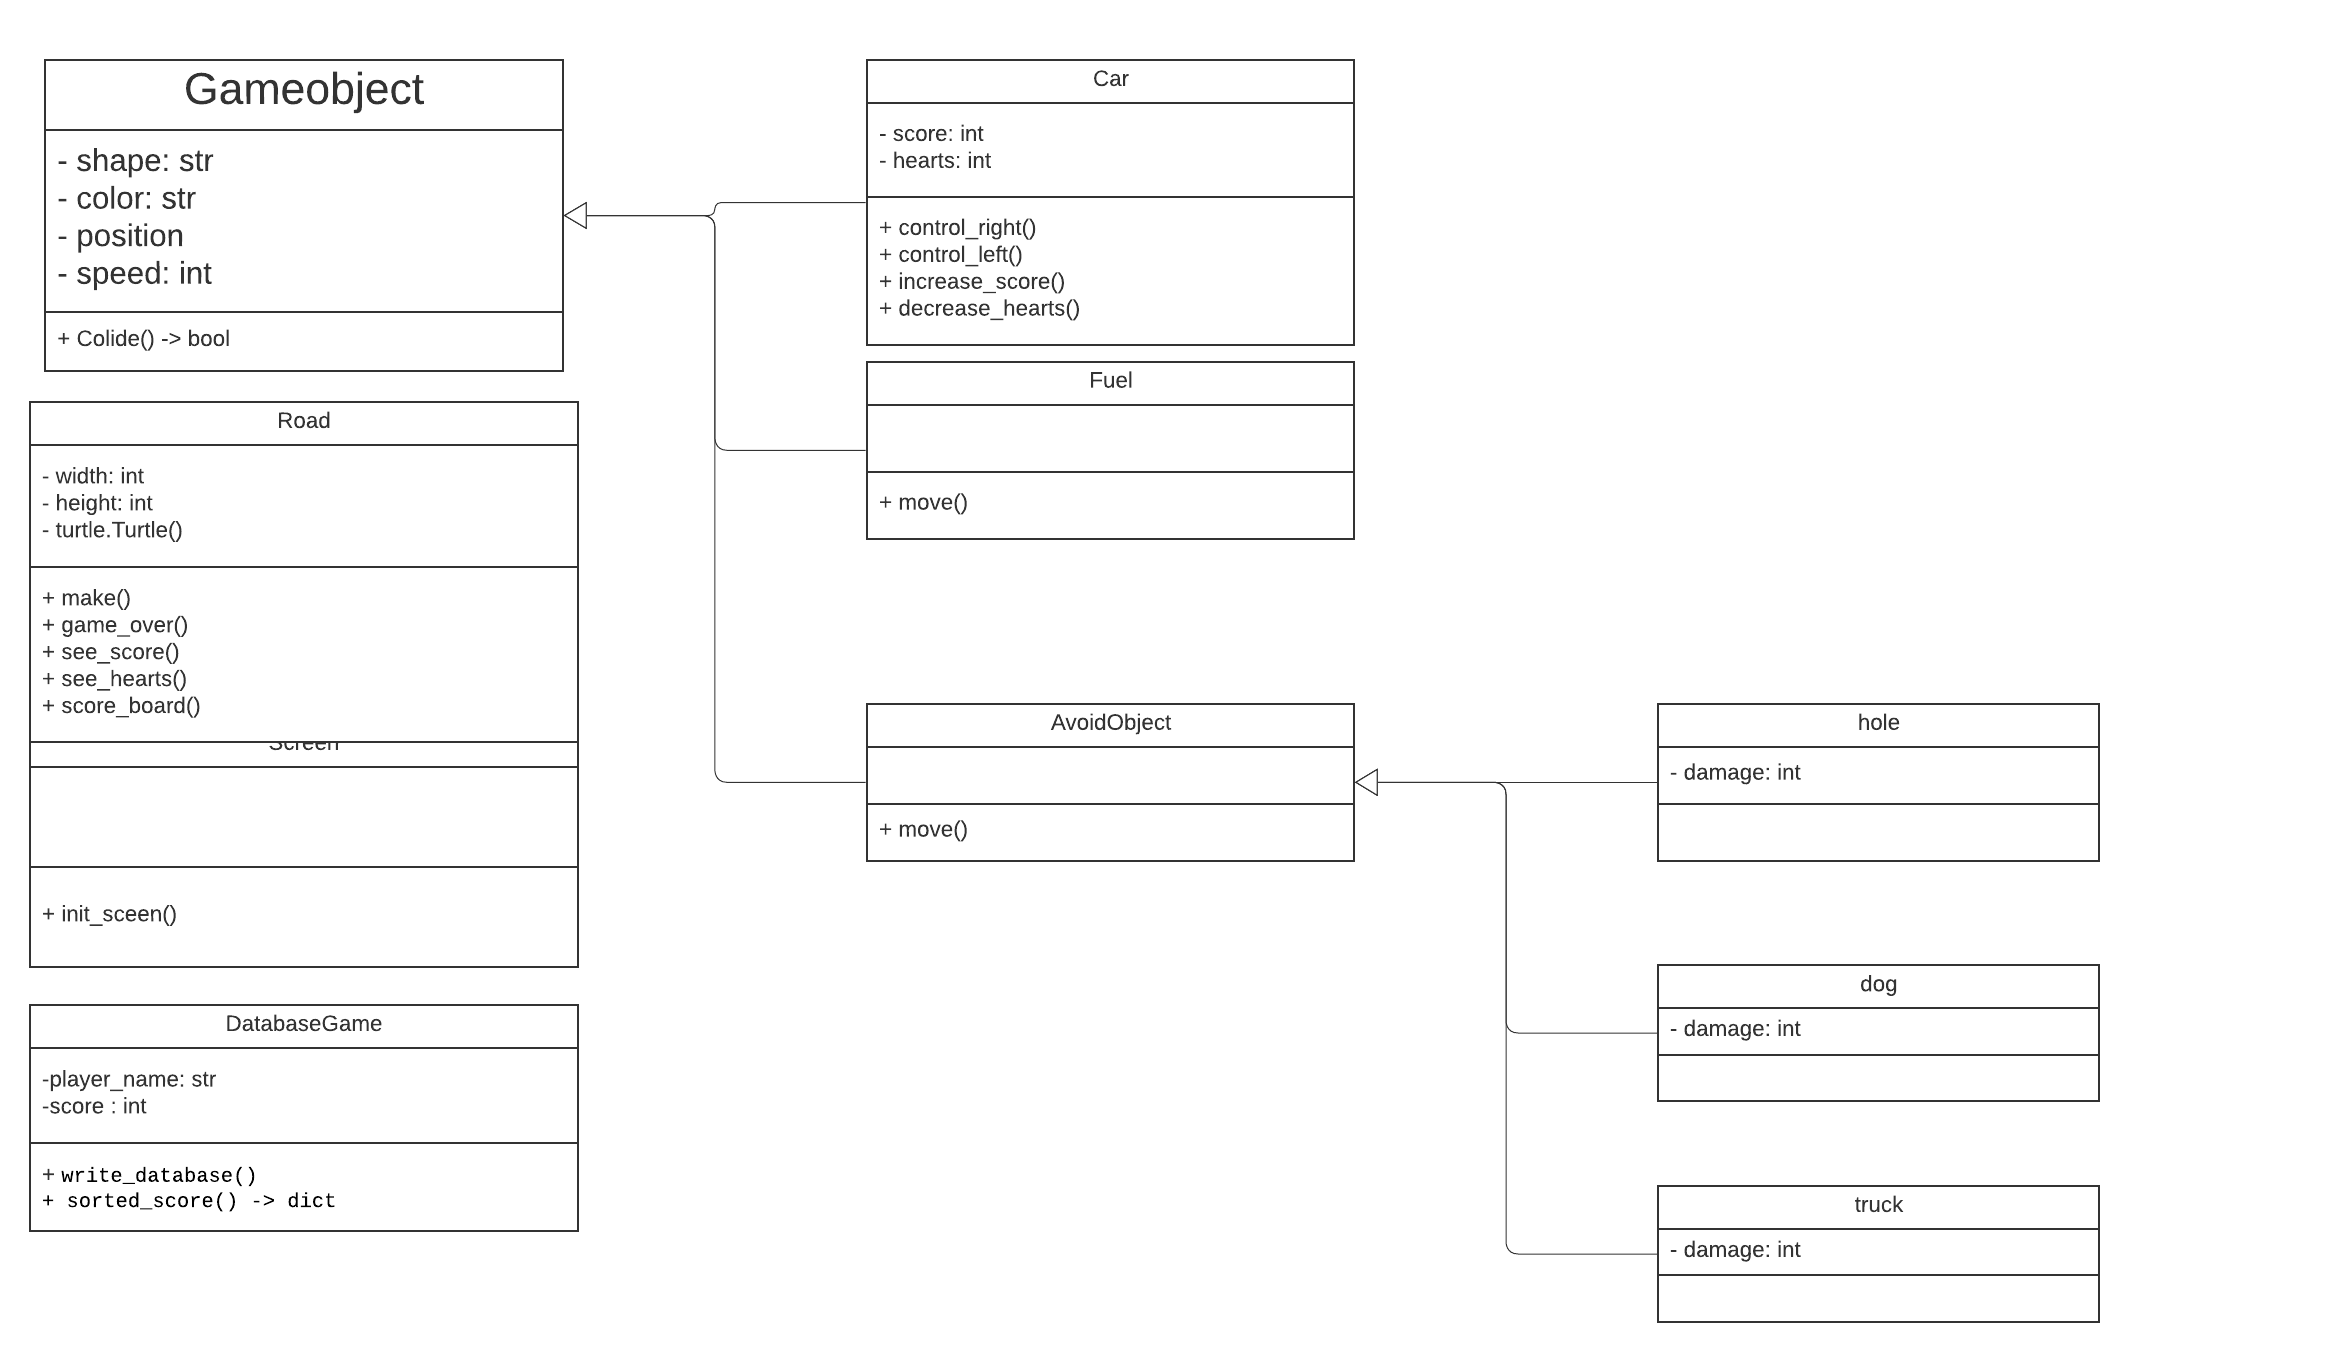 Gameobject
- shape: str
- color: str
- position
- speed: int
+ Colide() -> bool
Road
- width: int
- height: int
- turtle.Turtle()
+ make()
+ game_over()
+ see_score()
+ see_hearts()
+ score_board()
Screen
+ init_sceen()
DatabaseGame
-player_name: str
-score : int
+ write_database()
+ sorted_score() -> dict
Car
- score: int
- hearts: int
+ control_right()
+ control_left()
+ increase_score()
+ decrease_hearts()
Fuel
+ move()
AvoidObject
+ move()
hole
- damage: int
dog
- damage: int
truck
- damage: int